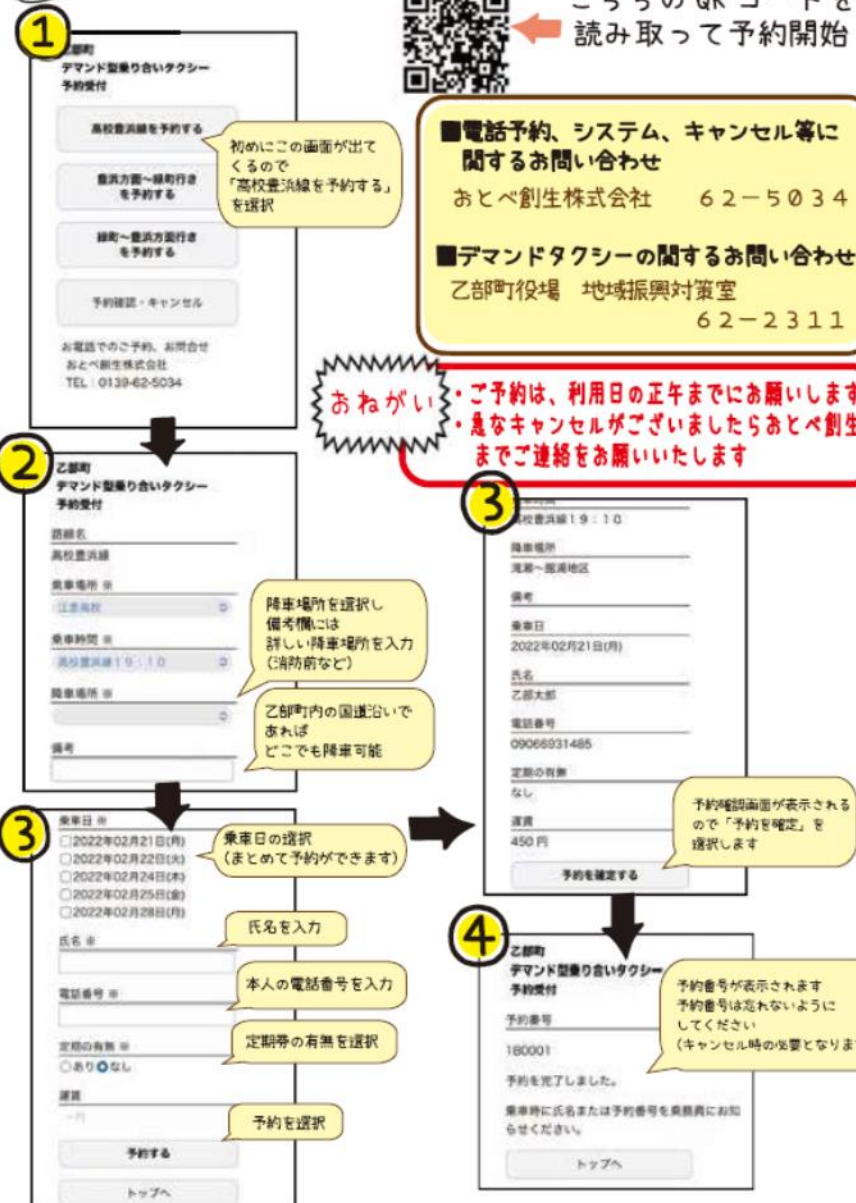 こちらのQRコードを
読み取って予約開始
■電話予約、システム、キャンセル等に
関するお問い合わせ
おとべ創生株式会社　62-5034
■デマンドタクシーの関するお問い合わせ
乙部町役場　地域振興対策室
62-2311
おねがい
・ご予約は、利用日の正午までにお願いします
・急なキャンセルがございましたらおとべ創生
までご連絡をお願いいたします
1
乙部町
デマンド型乗り合いタクシー
予約受付
高校豊浜線を予約する
豊浜方面〜緑町行き
を予約する
緑町〜豊浜方面行き
を予約する
予約確認・キャンセル
お電話でのご予約、お問合せ
おとべ創生株式会社
TEL：0139-62-5034
初めにこの画面が出て
くるので
「高校豊浜線を予約する」
を選択
2
乙部町
デマンド型乗り合いタクシー
予約受付
路線名
高校豊浜線
乗車場所 ※
江差高校
乗車時間 ※
高校豊浜線19：10
降車場所 ※
備考
降車場所を選択し
備考欄には
詳しい降車場所を入力
(消防前など)
乙部町内の国道沿いで
あれば
どこでも降車可能
3
乗車日 ※
2022年02月21日(月)
2022年02月22日(火)
2022年02月24日(木)
2022年02月25日(金)
2022年02月28日(月)
氏名 ※
電話番号 ※
定期の有無 ※
あり なし
運賃
-円
予約する
トップへ
乗車日の選択
(まとめて予約ができます)
氏名を入力
本人の電話番号を入力
定期券の有無を選択
予約を選択
3
高校豊浜線19：10
降車場所
滝瀬〜館浦地区
備考
乗車日
2022年02月21日(月)
氏名
乙部太郎
電話番号
09066931485
定期の有無
なし
運賃
450 円
予約を確定する
予約確認画面が表示される
ので「予約を確定」を
選択します
4
乙部町
デマンド型乗り合いタクシー
予約受付
予約番号
180001
予約を完了しました。
乗車時に氏名または予約番号を乗務員にお知
らせください。
トップへ
予約番号が表示されます
予約番号は忘れないように
してください
(キャンセル時の必要となりま